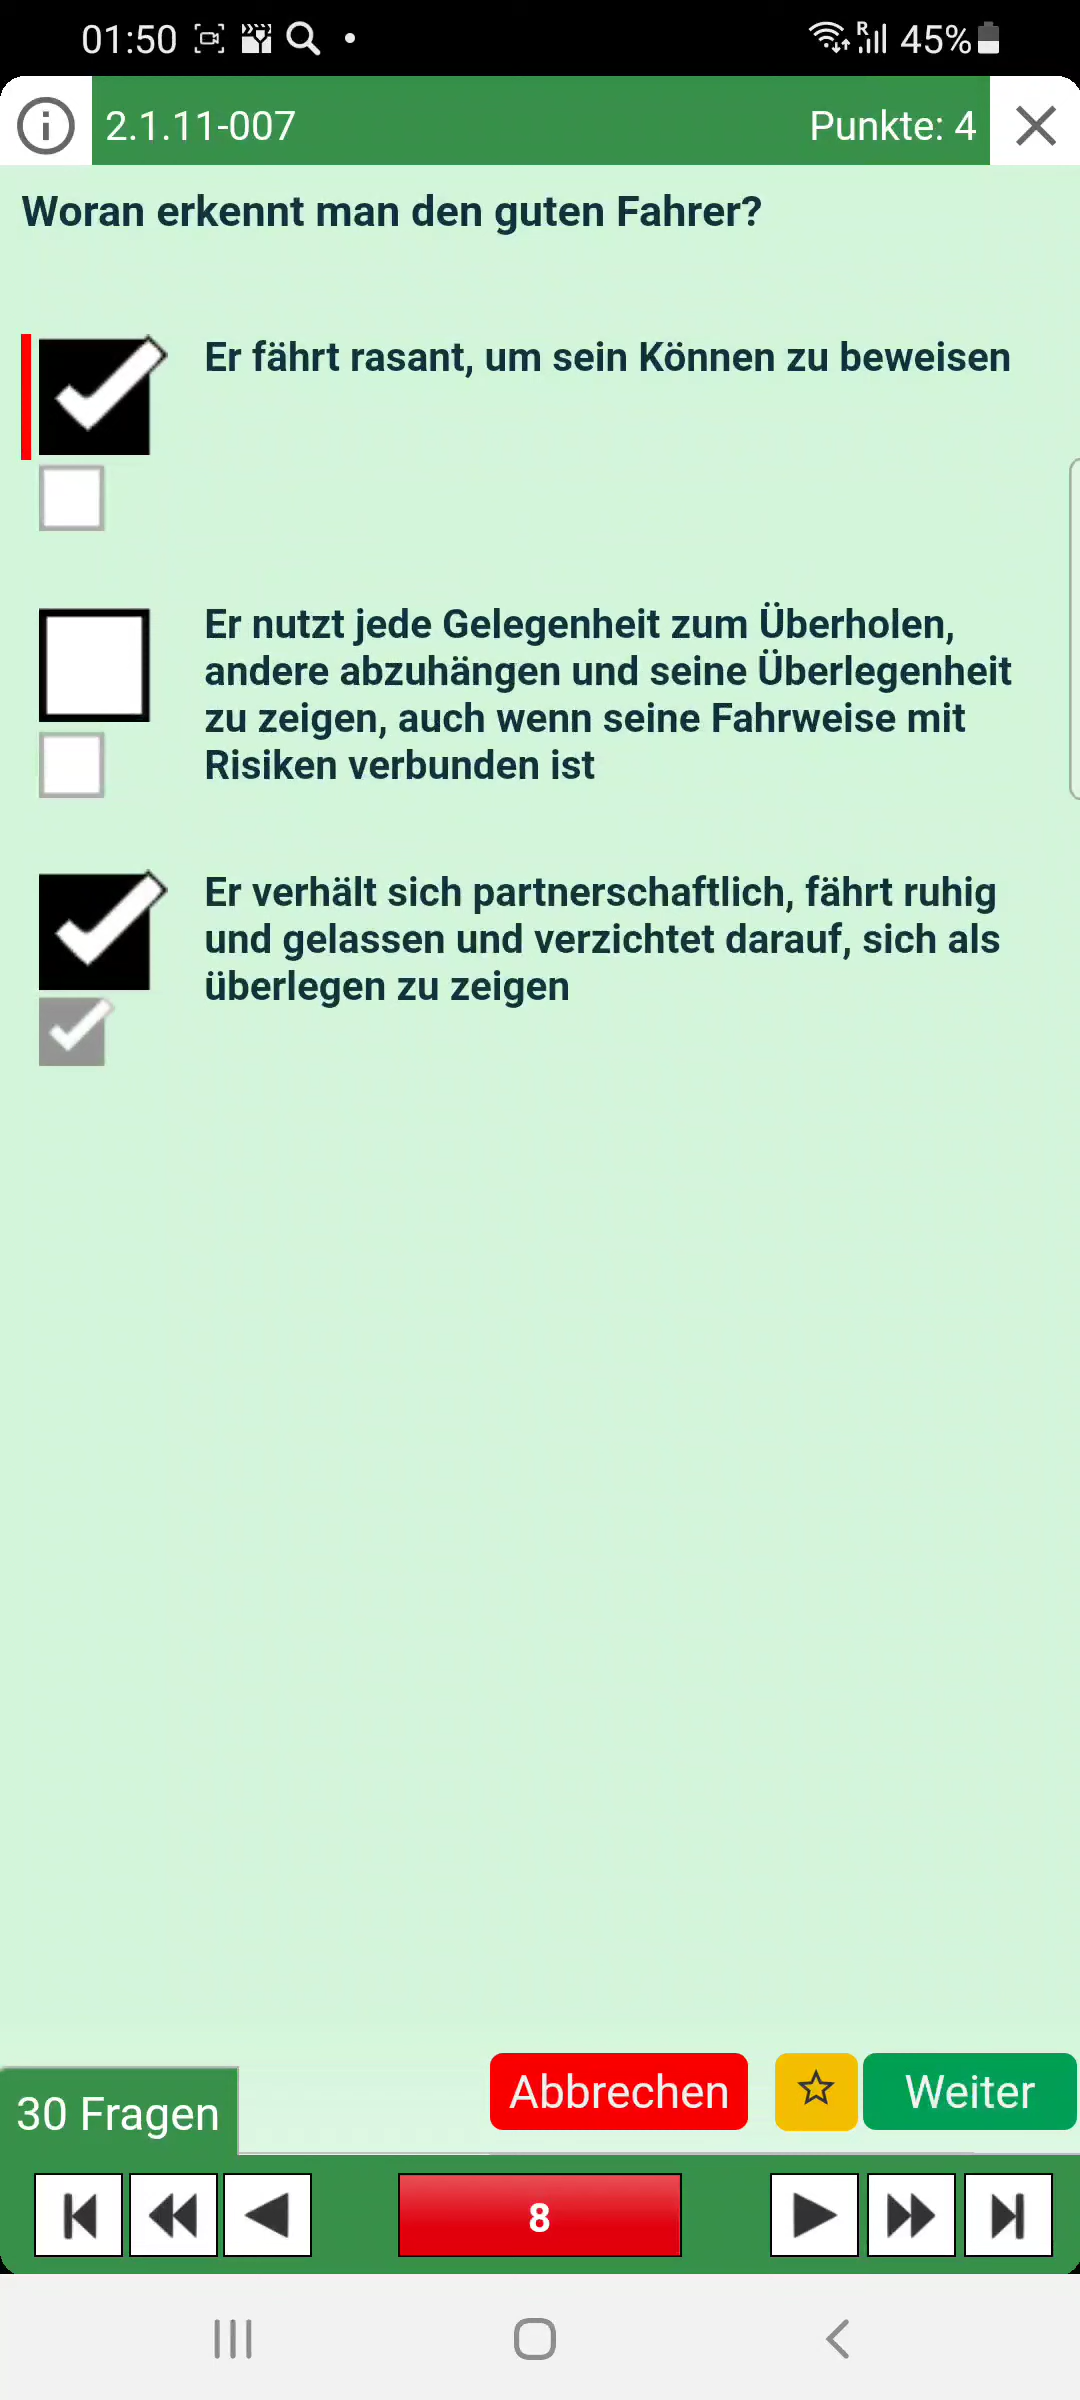 01:50
45%
2.1.11-007
Punkte: 4
Woran erkennt man den guten Fahrer?
Er fährt rasant, um sein Können zu beweisen
Er nutzt jede Gelegenheit zum Überholen,
andere abzuhängen und seine Überlegenheit
zu zeigen, auch wenn seine Fahrweise mit
Risiken verbunden ist
Er verhält sich partnerschaftlich, fährt ruhig
und gelassen und verzichtet darauf, sich als
überlegen zu zeigen
30 Fragen
Abbrechen
Weiter
8